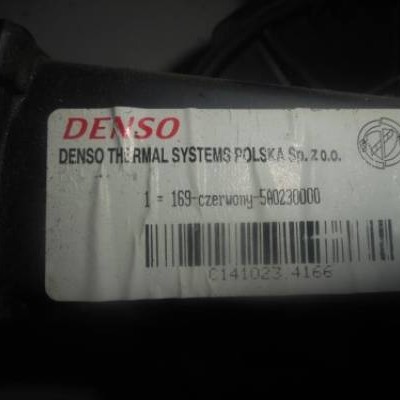 DENSO
DENSO THERMAL SYSTEMS POLSKA Sp. z o.o.
1 = 169-czerwony-5A0230000
C141023.4166